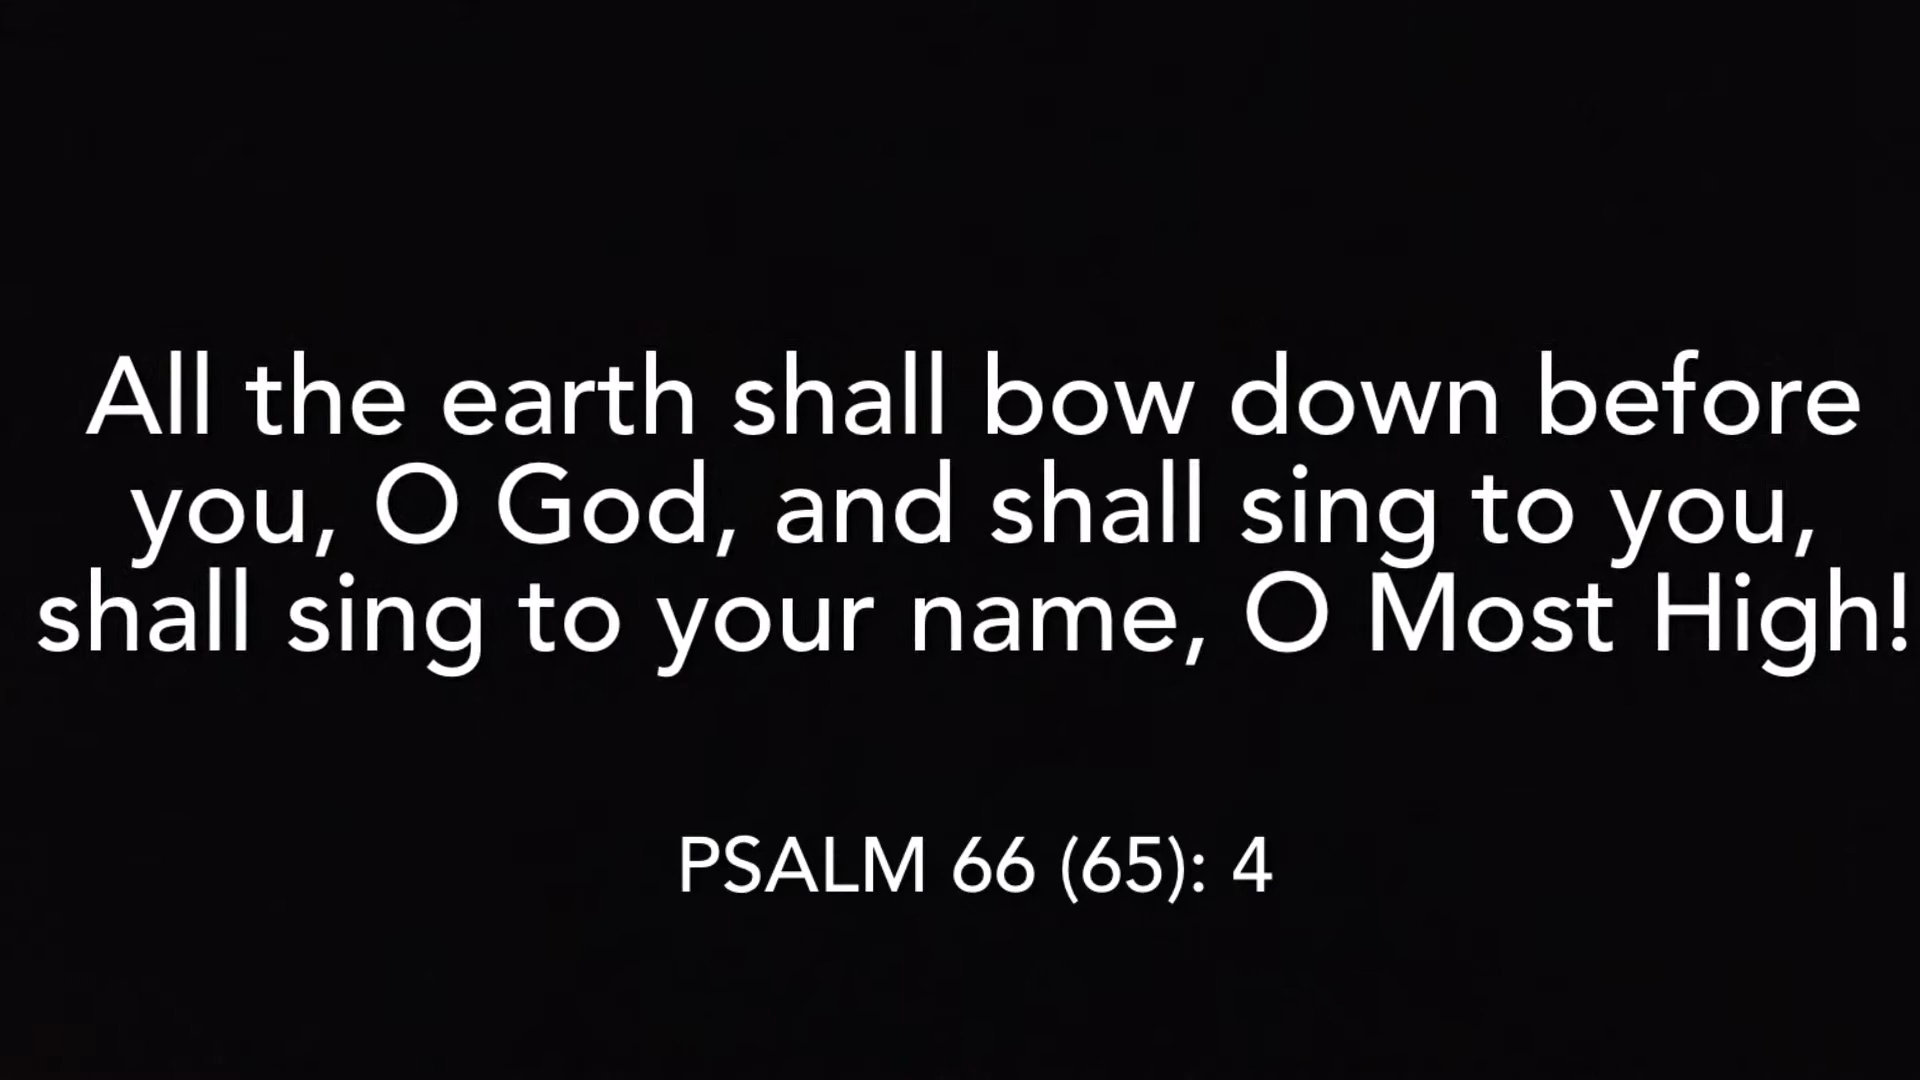 All the earth shall bow down before
you, O God, and shall sing to you,
shall sing to your name, O Most High!
PSALM 66 (65): 4